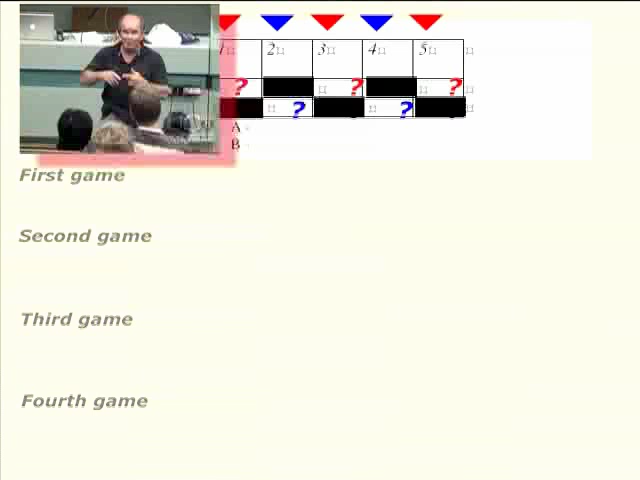 1 2 3 4 5
? ? ?
? ?
A
B
First game
Second game
Third game
Fourth game